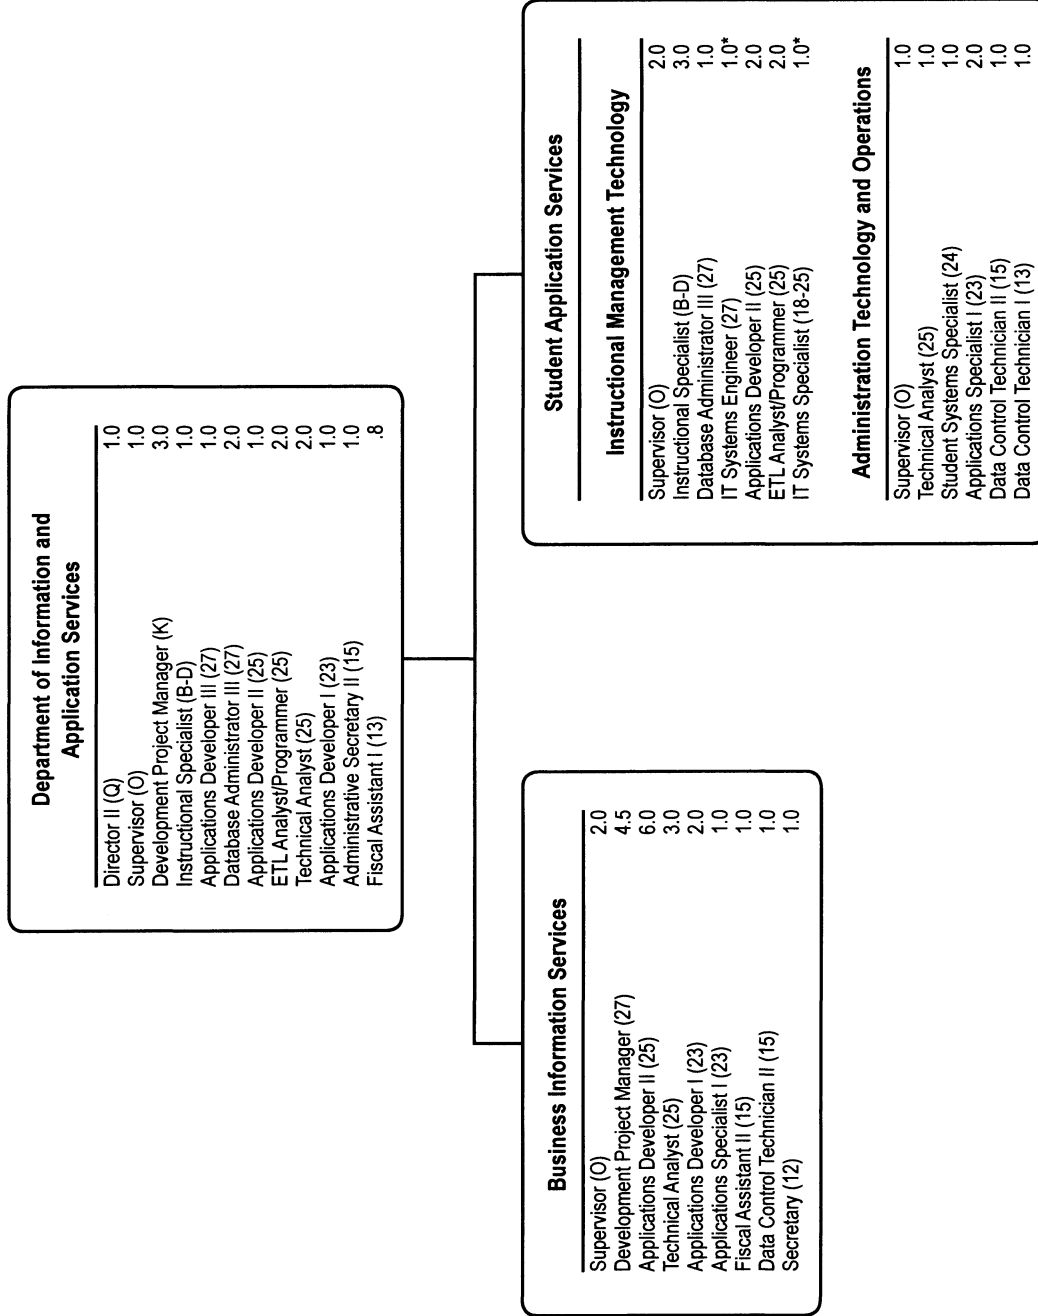 Department of Information and
Application Services
Director II (Q) 1.0
Supervisor (O) 1.0
Development Project Manager (K) 3.0
Instructional Specialist (B-D) 1.0
Applications Developer III (27) 1.0
Database Administrator III (27) 2.0
Applications Developer II (25) 1.0
ETL Analyst/Programmer (25) 2.0
Technical Analyst (25) 2.0
Applications Developer I (23) 1.0
Administrative Secretary II (15) 1.0
Fiscal Assistant I (13) .8
Business Information Services
Supervisor (O) 2.0
Development Project Manager (27) 4.5
Applications Developer II (25) 6.0
Technical Analyst (25) 3.0
Applications Developer I (23) 2.0
Applications Specialist I (23) 1.0
Fiscal Assistant II (15) 1.0
Data Control Technician II (15) 1.0
Secretary (12) 1.0
Student Application Services
Instructional Management Technology
Supervisor (O) 2.0
Instructional Specialist (B-D) 3.0
Database Administrator III (27) 1.0
IT Systems Engineer (27) 1.0*
Applications Developer II (25) 2.0
ETL Analyst/Programmer (25) 2.0
IT Systems Specialist (18-25) 1.0*
Administration Technology and Operations
Supervisor (O) 1.0
Technical Analyst (25) 1.0
Student Systems Specialist (24) 1.0
Applications Specialist I (23) 2.0
Data Control Technician II (15) 1.0
Data Control Technician I (13) 1.0